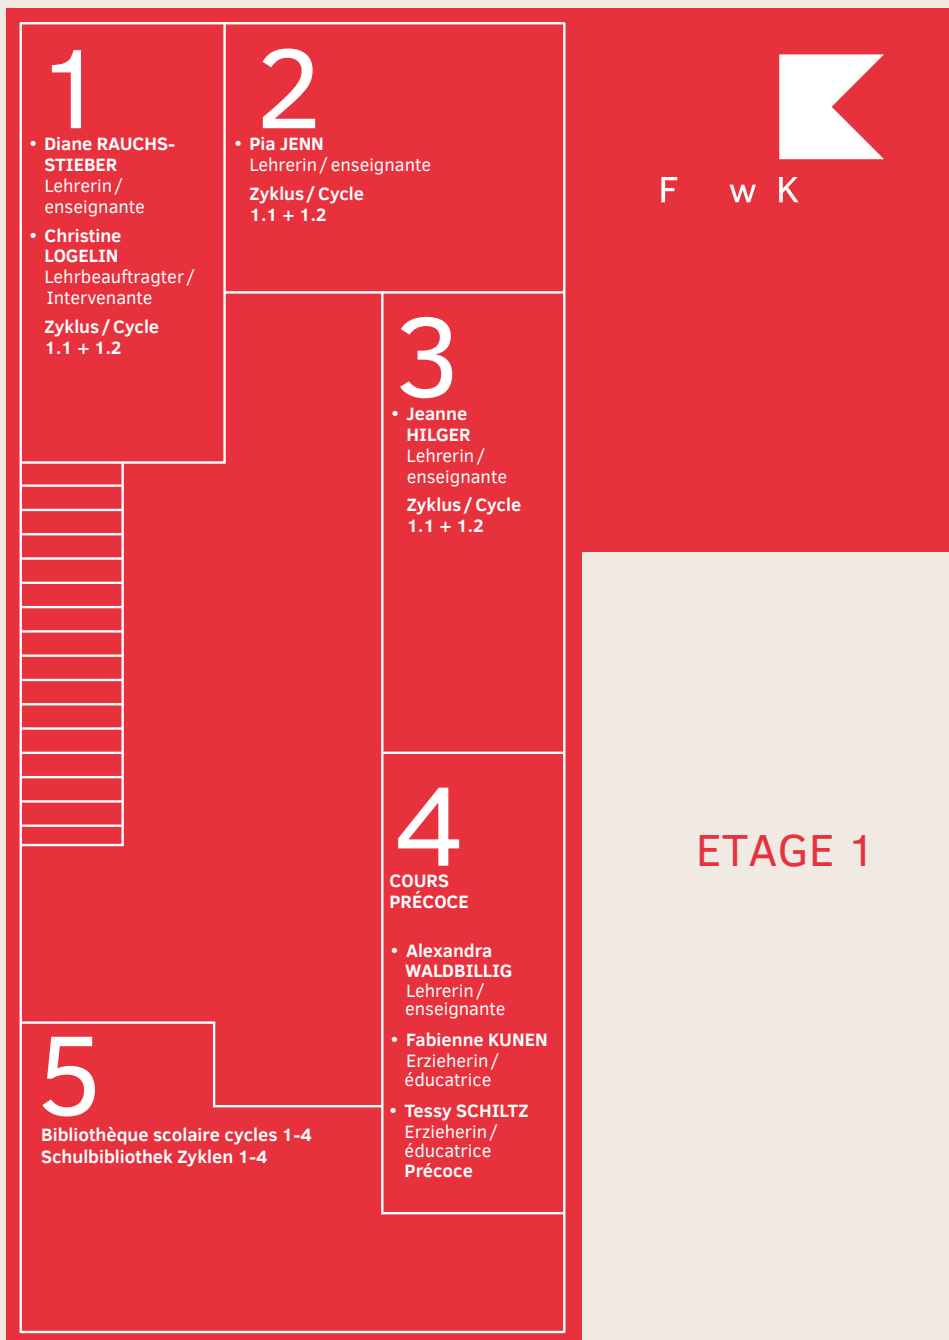 1
• Diane RAUCHS-
STIEBER
Lehrerin /
enseignante
• Christine
LOGELIN
Lehrbeauftragter /
Intervenante
Zyklus / Cycle
1.1 + 1.2
2
• Pia JENN
Lehrerin / enseignante
Zyklus / Cycle
1.1 + 1.2
F w K
3
• Jeanne
HILGER
Lehrerin /
enseignante
Zyklus / Cycle
1.1 + 1.2
4
COURS
PRÉCOCE
• Alexandra
WALDBILLIG
Lehrerin /
enseignante
• Fabienne KUNEN
Erzieherin /
éducatrice
• Tessy SCHILTZ
Erzieherin /
éducatrice
Précoce
5
Bibliothèque scolaire cycles 1-4
Schulbibliothek Zyklen 1-4
ETAGE 1